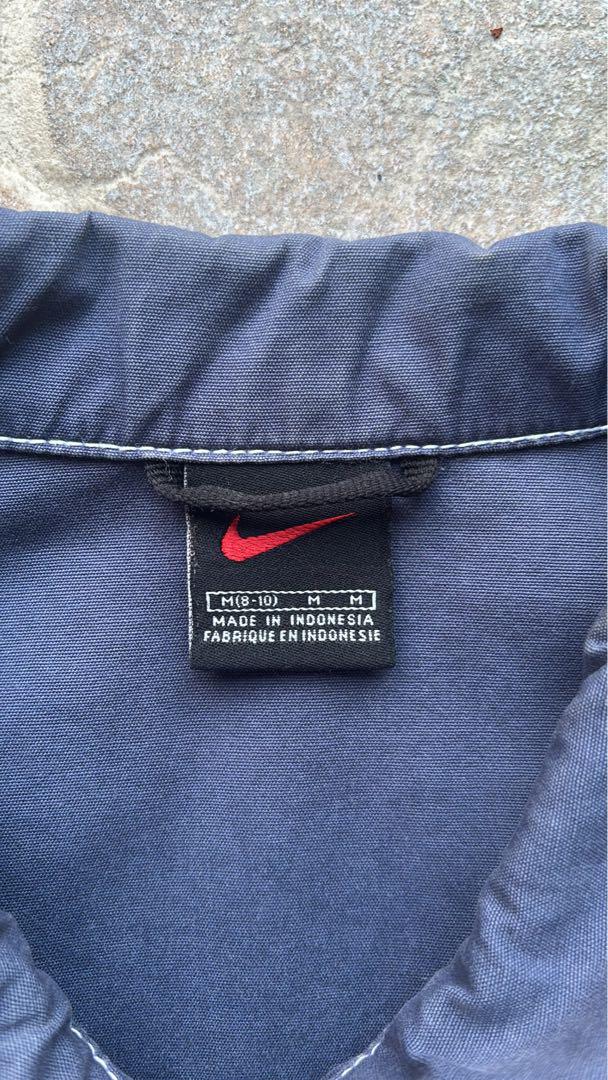 M(8-10) M M
MADE IN INDONESIA
FABRIQUE EN INDONESIE